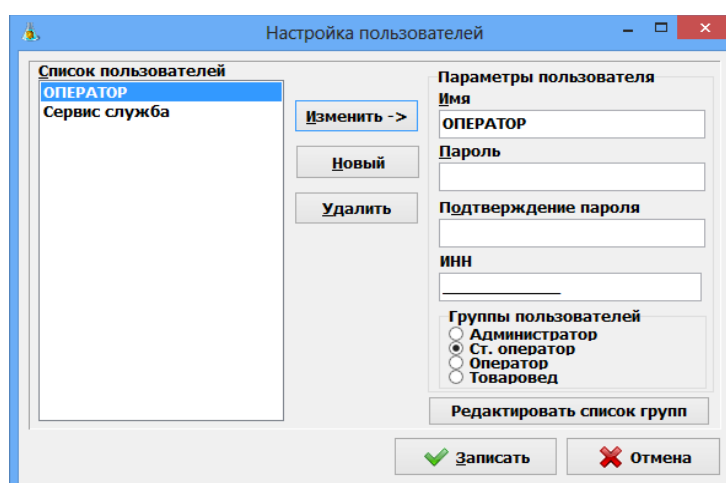 Настройка пользователей
Список пользователей
ОПЕРАТОР
Сервис служба
Изменить ->
Новый
Удалить
Параметры пользователя
Имя
ОПЕРАТОР
Пароль
Подтверждение пароля
ИНН
____________
Группы пользователей
Администратор
Ст. оператор
Оператор
Товаровед
Редактировать список групп
Записать
Отмена